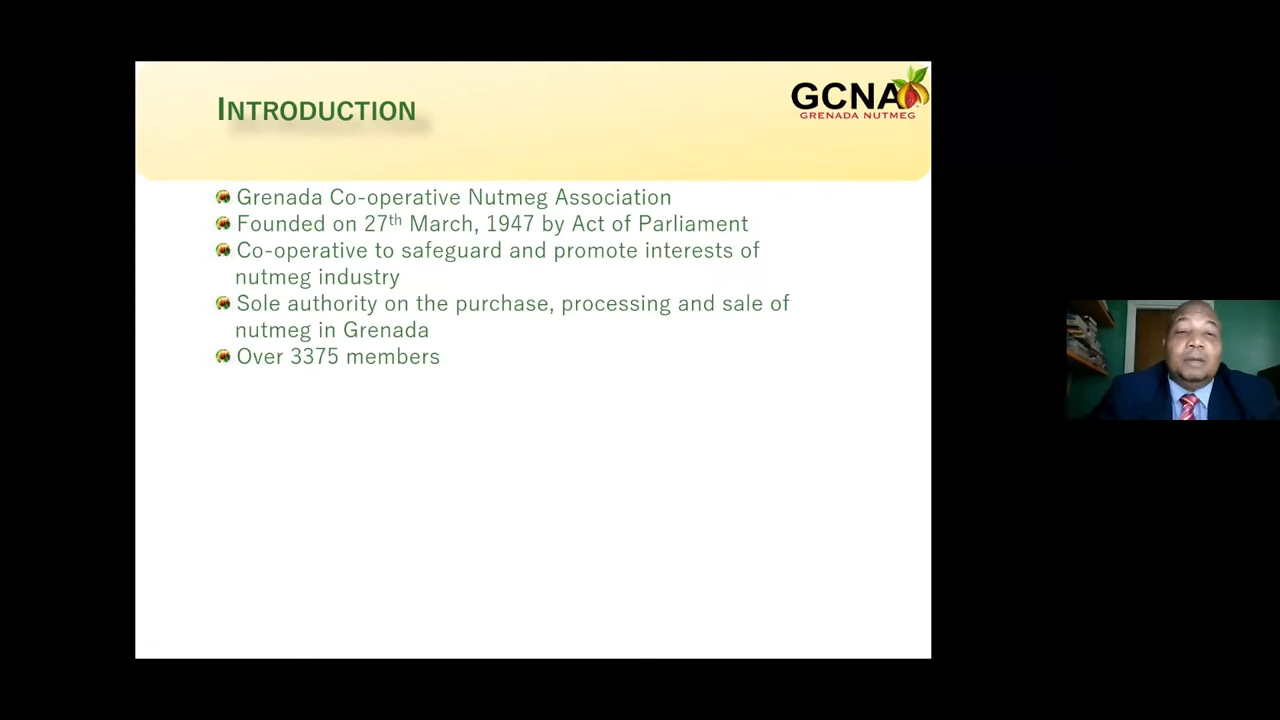 INTRODUCTION
GCNA
GRENADA NUTMEG
Grenada Co-operative Nutmeg Association
Founded on 27th March, 1947 by Act of Parliament
Co-operative to safeguard and promote interests of
nutmeg industry
Sole authority on the purchase, processing and sale of
nutmeg in Grenada
Over 3375 members